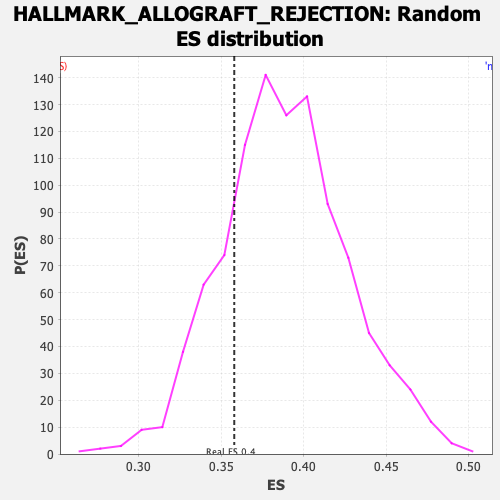 HALLMARK_ALLOGRAFT_REJECTION: Random
ES distribution
S)
'n
140
130
120
110
100
90
80
70
60
50
40
30
20
10
0
P(ES)
Real ES 0.4
0.30
0.35
0.40
0.45
0.50
ES